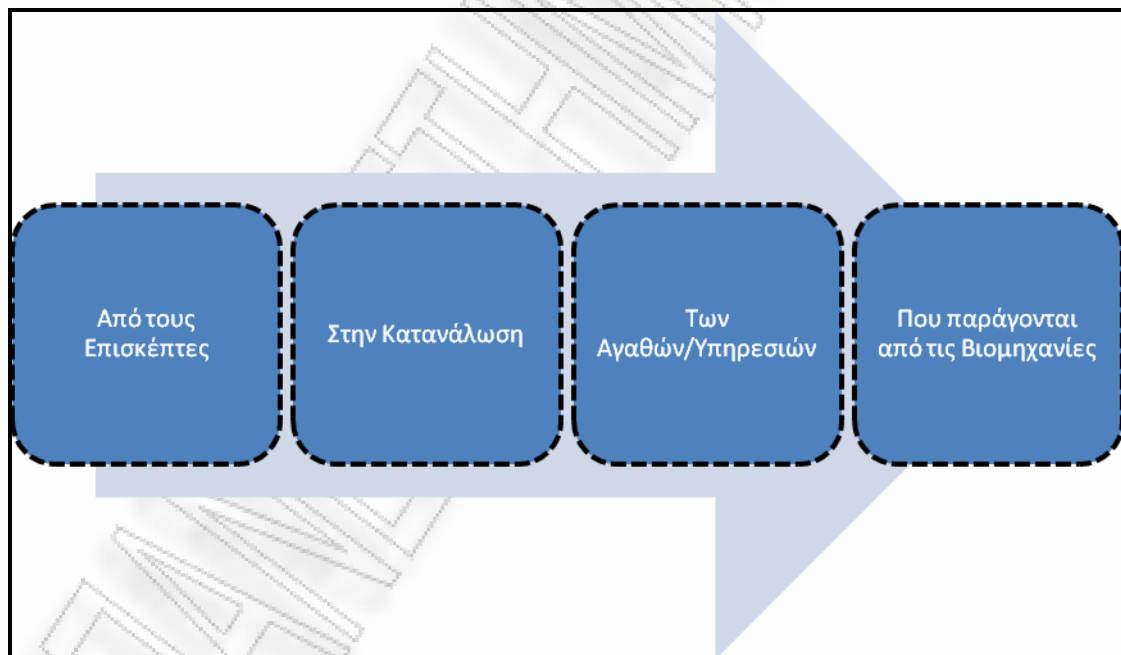 Από τους
Επισκέπτες
Στην Κατανάλωση
Των
Αγαθών/Υπηρεσιών
Που παράγονται
από τις Βιομηχανίες